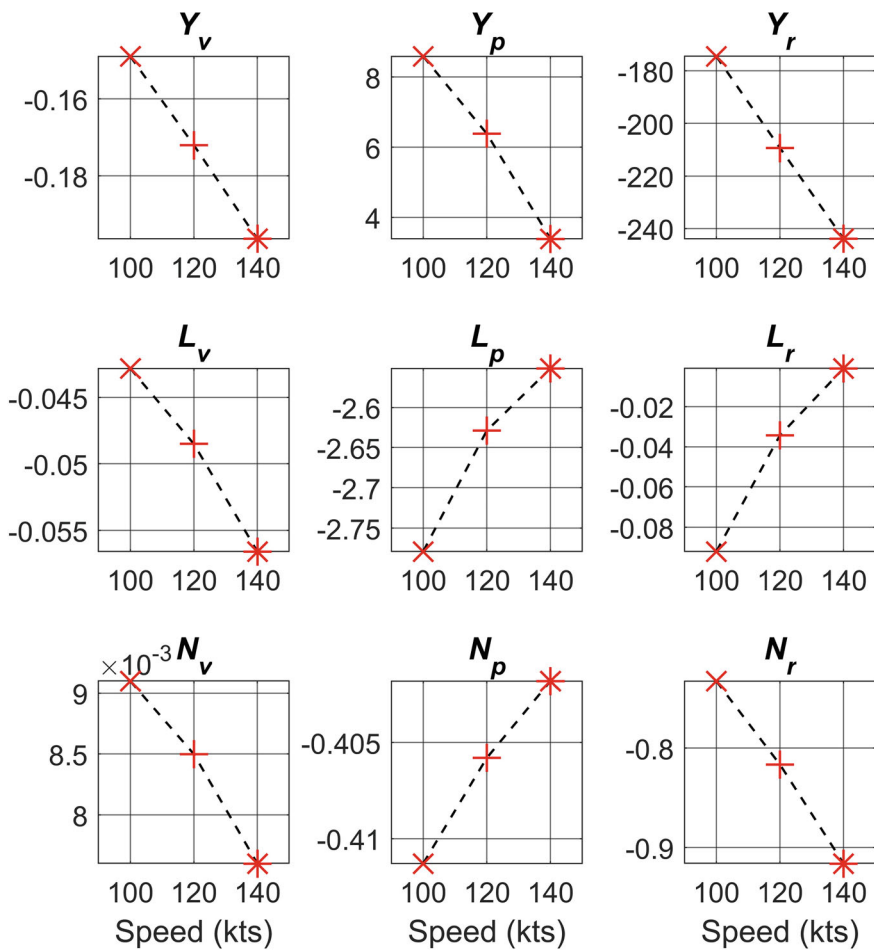 Y_v Y_p Y_r
-0.16
-0.18
100 120 140
8
6
4
100 120 140
-180
-200
-220
-240
100 120 140
L_v L_p L_r
-0.045
-0.05
-0.055
100 120 140
-2.6
-2.65
-2.7
-2.75
100 120 140
-0.02
-0.04
-0.06
-0.08
100 120 140
N_v N_p N_r
×10-3
9
8.5
8
100 120 140
Speed (kts)
-0.405
-0.41
100 120 140
Speed (kts)
-0.8
-0.9
100 120 140
Speed (kts)